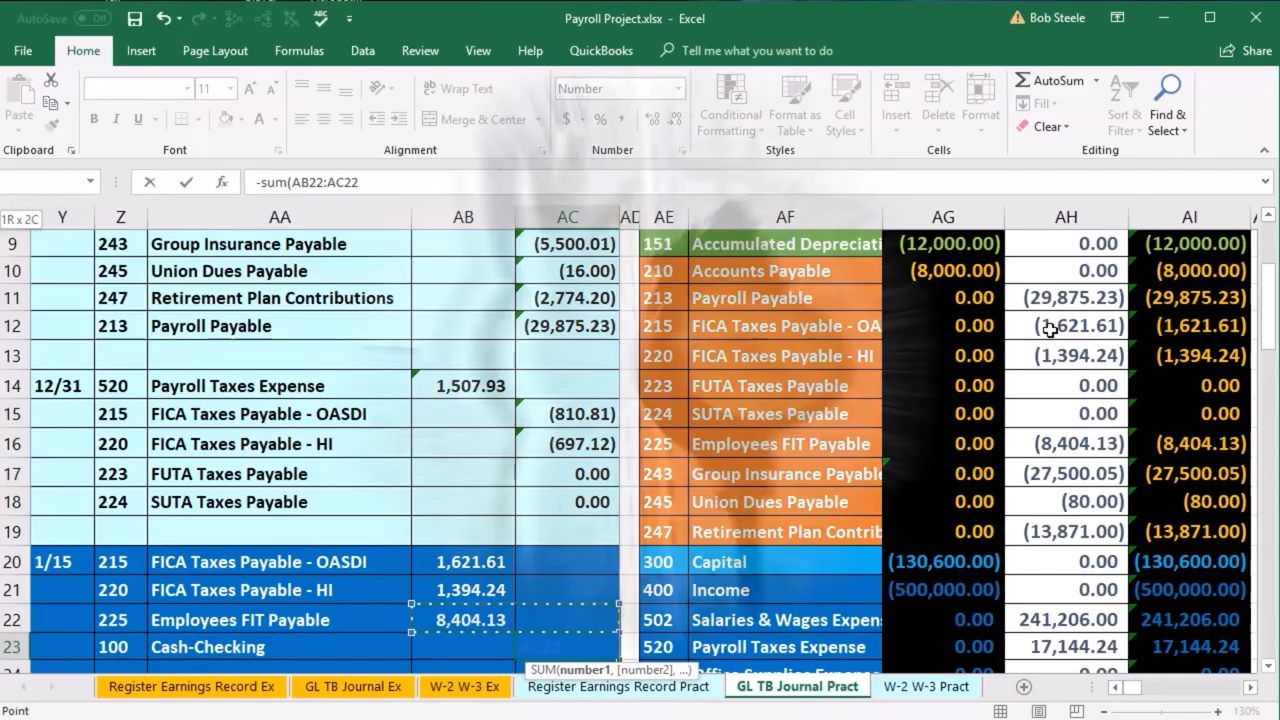 AutoSave Off Payroll Project.xlsx - Excel Bob Steele
File Home Insert Page Layout Formulas Data Review View Help QuickBooks Tell me what you want to do Share
Paste 11 A A Wrap Text Number Conditional Formatting Format as Table Cell Styles Insert Delete Format AutoSum Fill Clear Sort & Filter Find & Select
B I U A Merge & Center $ % ,
Clipboard Font Alignment Number Styles Cells Editing
fx -sum(AB22:AC22
1R x 2C Y Z AA AB AC AD AE AF AG AH AI
9 243 Group Insurance Payable (5,500.01) 151 Accumulated Depreciati (12,000.00) 0.00 (12,000.00)
10 245 Union Dues Payable (16.00) 210 Accounts Payable (8,000.00) 0.00 (8,000.00)
11 247 Retirement Plan Contributions (2,774.20) 213 Payroll Payable 0.00 (29,875.23) (29,875.23)
12 213 Payroll Payable (29,875.23) 215 FICA Taxes Payable - OA 0.00 (1,621.61) (1,621.61)
13 220 FICA Taxes Payable - HI 0.00 (1,394.24) (1,394.24)
14 12/31 520 Payroll Taxes Expense 1,507.93 223 FUTA Taxes Payable 0.00 0.00 0.00
15 215 FICA Taxes Payable - OASDI (810.81) 224 SUTA Taxes Payable 0.00 0.00 0.00
16 220 FICA Taxes Payable - HI (697.12) 225 Employees FIT Payable 0.00 (8,404.13) (8,404.13)
17 223 FUTA Taxes Payable 0.00 243 Group Insurance Payable 0.00 (27,500.05) (27,500.05)
18 224 SUTA Taxes Payable 0.00 245 Union Dues Payable 0.00 (80.00) (80.00)
19 247 Retirement Plan Contrib 0.00 (13,871.00) (13,871.00)
20 1/15 215 FICA Taxes Payable - OASDI 1,621.61 300 Capital (130,600.00) 0.00 (130,600.00)
21 220 FICA Taxes Payable - HI 1,394.24 400 Income (500,000.00) 0.00 (500,000.00)
22 225 Employees FIT Payable 8,404.13 502 Salaries & Wages Expen 0.00 241,206.00 241,206.00
23 100 Cash-Checking 520 Payroll Taxes Expense 0.00 17,144.24 17,144.24
SUM(number1, [number2], ...)
Register Earnings Record Ex GL TB Journal Ex W-2 W-3 Ex Register Earnings Record Pract GL TB Journal Pract W-2 W-3 Pract
Point 130%